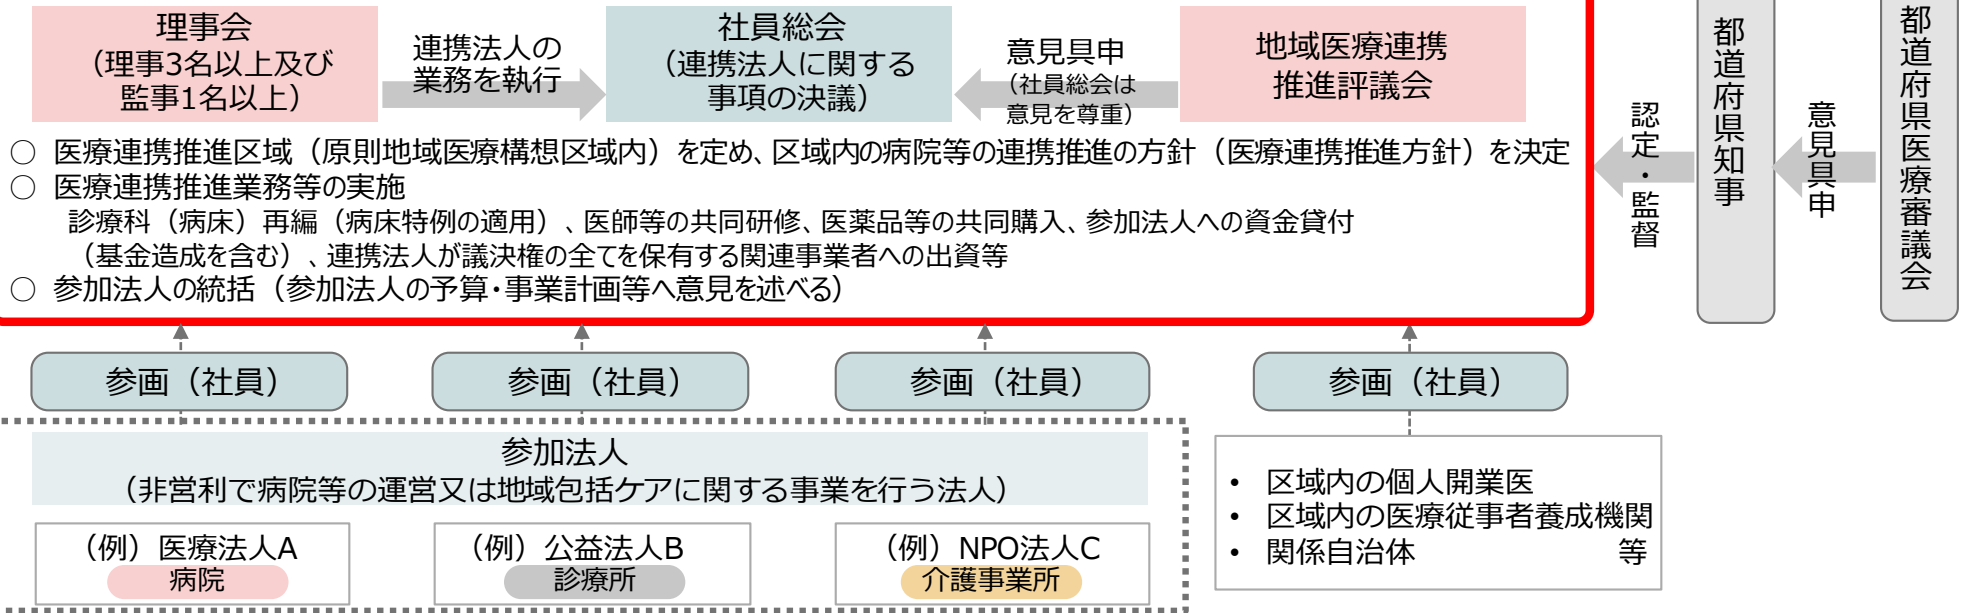 理事会
（理事3名以上及び
監事1名以上）
連携法人の
業務を執行
社員総会
（連携法人に関する
事項の決議）
意見具申
（社員総会は
意見を尊重）
地域医療連携
推進評議会
○ 医療連携推進区域（原則地域医療構想区域内）を定め、区域内の病院等の連携推進の方針（医療連携推進方針）を決定
○ 医療連携推進業務等の実施
診療科（病床）再編（病床特例の適用）、医師等の共同研修、医薬品等の共同購入、参加法人への資金貸付
（基金造成を含む）、連携法人が議決権の全てを保有する関連事業者への出資等
○ 参加法人の統括（参加法人の予算・事業計画等へ意見を述べる）
認定・監督
都道府県知事
意見具申
都道府県医療審議会
参画（社員）
参画（社員）
参画（社員）
参画（社員）
参加法人
（非営利で病院等の運営又は地域包括ケアに関する事業を行う法人）
（例）医療法人A
病院
（例）公益法人B
診療所
（例）NPO法人C
介護事業所
• 区域内の個人開業医
• 区域内の医療従事者養成機関
• 関係自治体 等